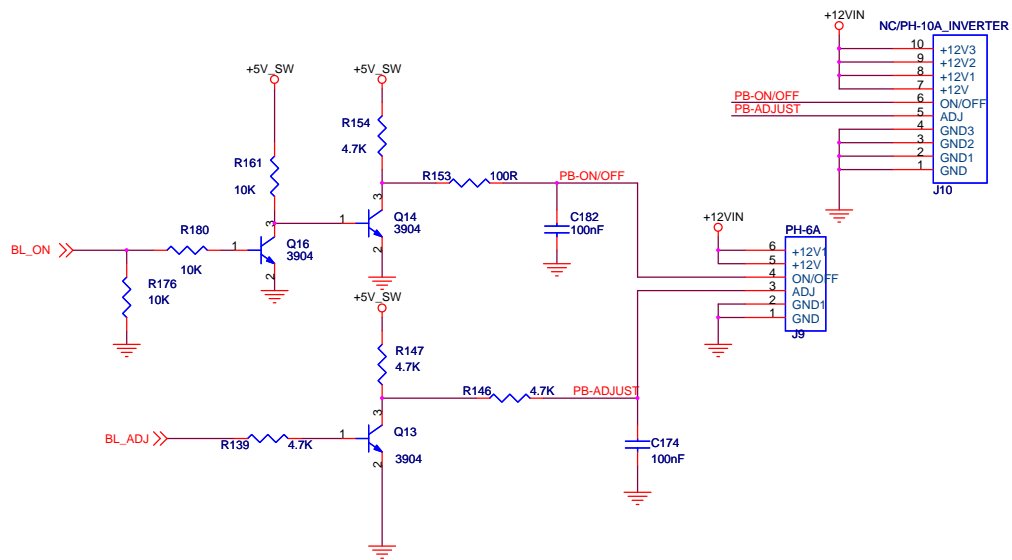 +12VIN
NC/PH-10A_INVERTER
10 +12V3
9 +12V2
8 +12V1
7 +12V
PB-ON/OFF 6 ON/OFF
PB-ADJUST 5 ADJ
4 GND3
3 GND2
2 GND1
1 GND
J10
+5V_SW
+5V_SW
R154
4.7K
R161
10K
R153 100R PB-ON/OFF
3
1 Q14
3904
2
C182
100nF
BL_ON
R180
10K
3
1 Q16
3904
2
R176
10K
+12VIN
PH-6A
6 +12V1
5 +12V
4 ON/OFF
3 ADJ
2 GND1
1 GND
J9
+5V_SW
R147
4.7K
R146 4.7K PB-ADJUST
BL_ADJ
R139 4.7K
3
1 Q13
3904
2
C174
100nF